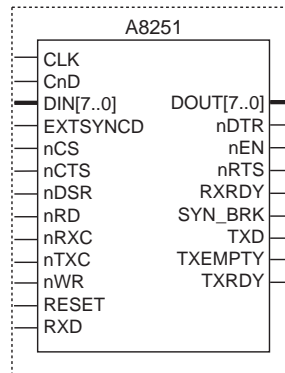 A8251
CLK
CnD
DIN[7..0]
EXTSYNCD
nCS
nCTS
nDSR
nRD
nRXC
nTXC
nWR
RESET
RXD
DOUT[7..0]
nDTR
nEN
nRTS
RXRDY
SYN_BRK
TXD
TXEMPTY
TXRDY